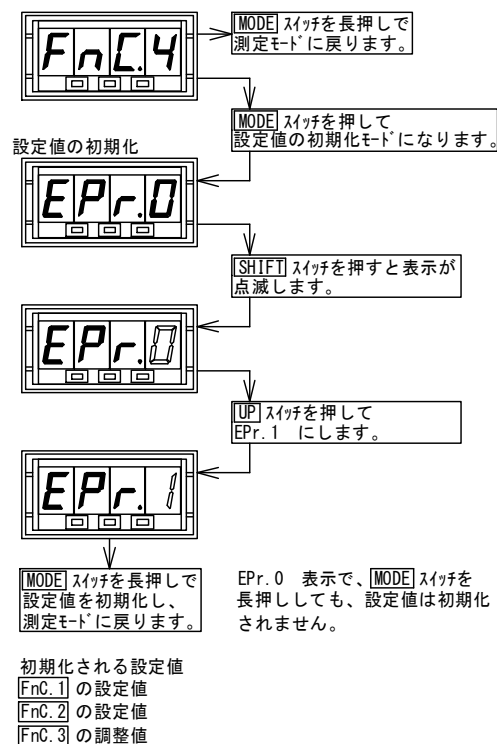 FnC.4
MODE スイッチを長押しで
測定モードに戻ります。
MODE スイッチを押して
設定値の初期化モードになります。
設定値の初期化
EPr.0
SHIFT スイッチを押すと表示が
点滅します。
EPr.0
UP スイッチを押して
EPr.1 にします。
EPr.1
MODE スイッチを長押しで
設定値を初期化し、
測定モードに戻ります。
EPr.0 表示で、MODE スイッチを
長押ししても、設定値は初期化
されません。
初期化される設定値
FnC.1 の設定値
FnC.2 の設定値
FnC.3 の調整値